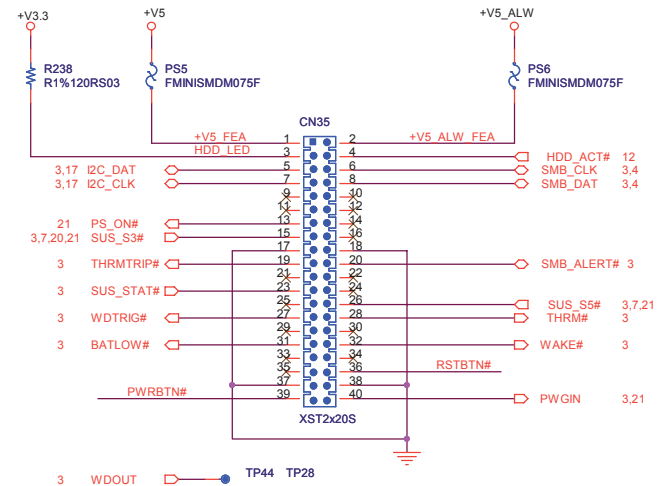 +V3.3 +V5 +V5_ALW
R238 PS5 PS6
R1%120RS03 FMINISMDM075F FMINISMDM075F
CN35
+V5_FEA 1 2 +V5_ALW_FEA
HDD_LED 3 4 HDD_ACT# 12
3,17 I2C_DAT 5 6 SMB_CLK 3,4
3,17 I2C_CLK 7 8 SMB_DAT 3,4
9 10
11 12
21 PS_ON# 13 14
3,7,20,21 SUS_S3# 15 16
17 18
3 THRMTRIP# 19 20 SMB_ALERT# 3
21 22
3 SUS_STAT# 23 24
25 26 SUS_S5# 3,7,21
3 WDTRIG# 27 28 THRM# 3
29 30
3 BATLOW# 31 32 WAKE# 3
33 34
35 36 RSTBTN#
37 38
PWRBTN# 39 40 PWGIN 3,21
XST2x20S
3 WDOUT TP44 TP28